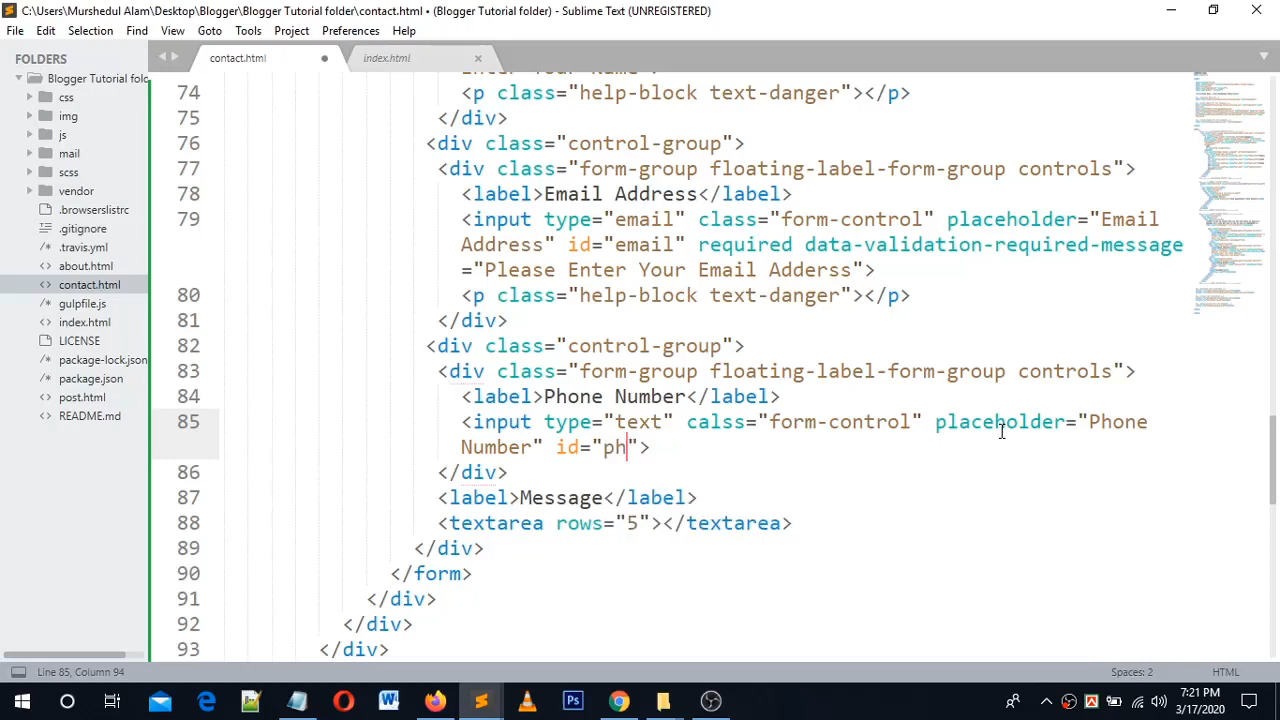 C:\Users\Murshedul Alam\Desktop\Blogger\Blogger Tutorial folder\contact.html • (Blogger Tutorial folder) - Sublime Text (UNREGISTERED)
File Edit Selection Find View Goto Tools Project Preferences Help
FOLDERS
Blogger Tutorial fold
css
img
js
mail
scss
vendor
.browserslistrc
.gitignore
.travis.yml
about.html
contact.html
gulpfile.js
index.html
LICENSE
package-lock.json
package.json
post.html
README.md
contact.html
index.html
74 <p class="help-block text-danger"></p>
75 </div>
76 <div class="control-group">
77 <div class="form-group floating-label-form-group controls">
78 <label>Email Address</label>
79 <input type="email" class="form-control" placeholder="Email
Address" id="email" required data-validation-required-message
="Please Enter Your Email Adderss">
80 <p class="help-block text-danger"></p>
81 </div>
82 <div class="control-group">
83 <div class="form-group floating-label-form-group controls">
84 <label>Phone Number</label>
85 <input type="text" calss="form-control" placeholder="Phone
Number" id="ph">
86 </div>
87 <label>Message</label>
88 <textarea rows="5"></textarea>
89 </div>
90 </form>
91 </div>
92 </div>
93 </div>
Line 85, Column 94
Spaces: 2
HTML
7:21 PM
3/17/2020